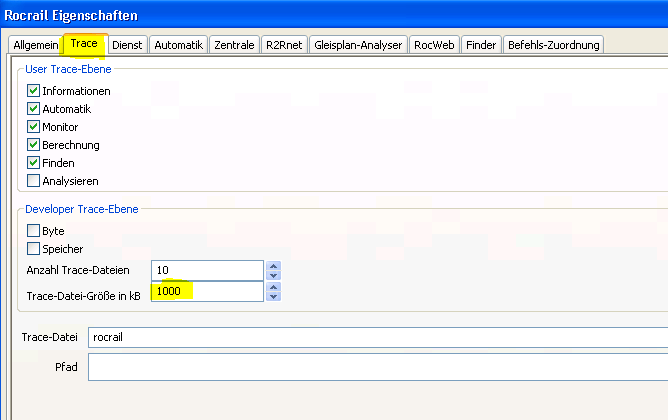 Rocrail Eigenschaften
Allgemein Trace Dienst Automatik Zentrale R2Rnet Gleisplan-Analyser RocWeb Finder Befehls-Zuordnung
User Trace-Ebene
Informationen
Automatik
Monitor
Berechnung
Finden
Analysieren
Developer Trace-Ebene
Byte
Speicher
Anzahl Trace-Dateien 10
Trace-Datei-Größe in kB 1000
Trace-Datei rocrail
Pfad